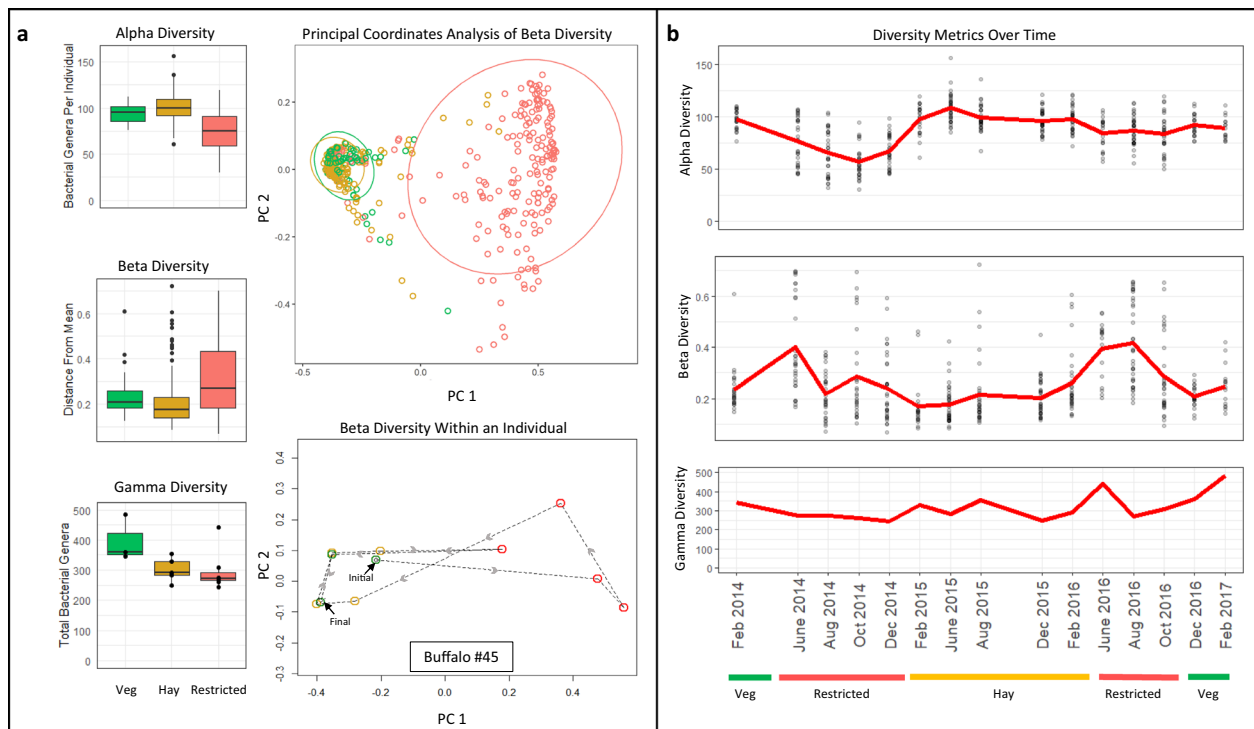 a
Alpha Diversity
Bacterial Genera Per Individual
150
100
50
0
Beta Diversity
Distance From Mean
0.6
0.4
0.2
Gamma Diversity
Total Bacterial Genera
500
400
300
200
100
0
Veg Hay Restricted
Principal Coordinates Analysis of Beta Diversity
PC 2
0.2
0.0
-0.2
-0.4
-0.5 0.0 0.5
PC 1
Beta Diversity Within an Individual
PC 2
0.4
0.3
0.2
0.1
0.0
-0.1
-0.2
-0.3
Initial
Final
Buffalo #45
-0.4 -0.2 0.0 0.2 0.4 0.6
PC 1
b
Diversity Metrics Over Time
Alpha Diversity
150
100
50
0
Beta Diversity
0.6
0.4
0.2
Gamma Diversity
500
400
300
200
100
0
Feb 2014
June 2014
Aug 2014
Oct 2014
Dec 2014
Feb 2015
June 2015
Aug 2015
Dec 2015
Feb 2016
June 2016
Aug 2016
Oct 2016
Dec 2016
Feb 2017
Veg Restricted Hay Restricted Veg